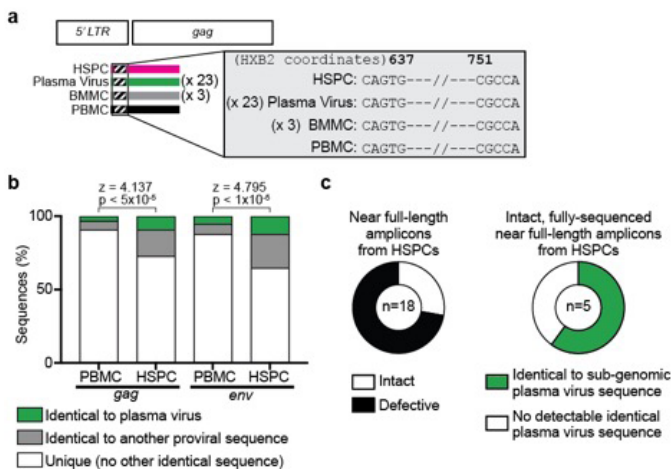 a
5' LTR gag
HSPC
Plasma Virus (x 23)
BMMC (x 3)
PBMC
(HXB2 coordinates) 637 751
HSPC: CAGTG---//---CGCCA
(x 23) Plasma Virus: CAGTG---//---CGCCA
(x 3) BMMC: CAGTG---//---CGCCA
PBMC: CAGTG---//---CGCCA
b
z = 4.137 z = 4.795
p < 5x10⁻⁵ p < 1x10⁻⁵
Sequences (%)
100
50
0
PBMC HSPC PBMC HSPC
gag env
Identical to plasma virus
Identical to another proviral sequence
Unique (no other identical sequence)
c
Near full-length
amplicons
from HSPCs
n=18
Intact
Defective
Intact, fully-sequenced
near full-length amplicons
from HSPCs
n=5
Identical to sub-genomic
plasma virus sequence
No detectable identical
plasma virus sequence